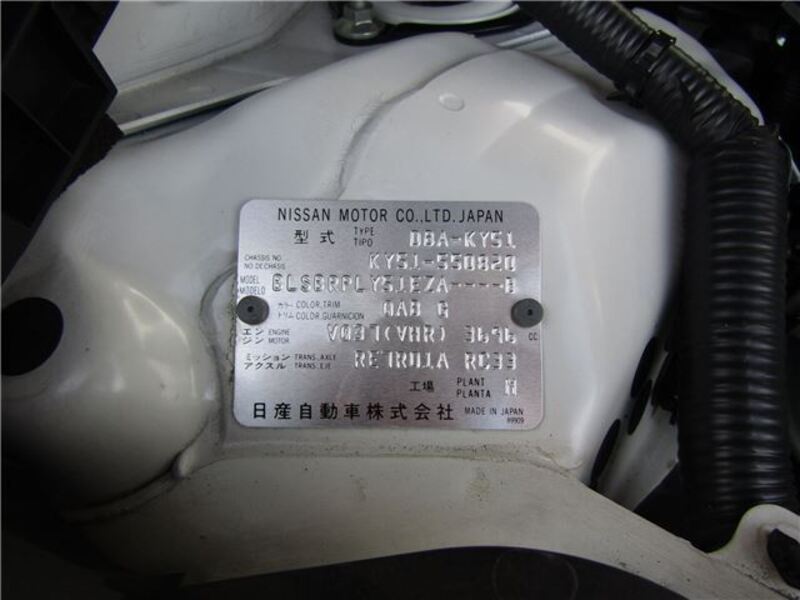 NISSAN MOTOR CO.,LTD.JAPAN
型式 TYPE TIPO DBA-KY51
CHASSIS NO NO.DE CHASIS KY51-550820
MODEL MODELO BLSBRPLY51EZA----B
カラー COLOR,TRIM トリム COLOR,GUARNICION QAB G
エンジン ENGINE MOTOR VQ37(VHR) 3696 CC
ミッション TRANS.,AXLE アクスル TRANS.,EJE RE7R01A RC33
工場 PLANT PLANTA
日産自動車株式会社 MADE IN JAPAN
89909